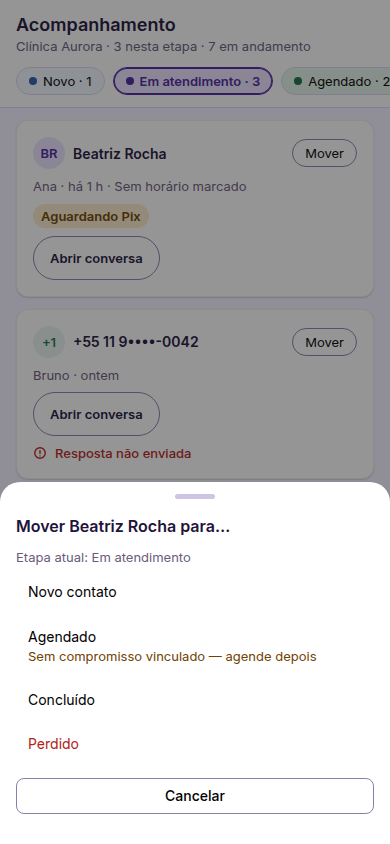 Acompanhamento
Clínica Aurora · 3 nesta etapa · 7 em andamento
Novo · 1
Em atendimento · 3
Agendado · 2
BR
Beatriz Rocha
Mover
Ana · há 1 h · Sem horário marcado
Aguardando Pix
Abrir conversa
+1
+55 11 9••••-0042
Mover
Bruno · ontem
Abrir conversa
Resposta não enviada
Mover Beatriz Rocha para…
Etapa atual: Em atendimento
Novo contato
Agendado
Sem compromisso vinculado — agende depois
Concluído
Perdido
Cancelar